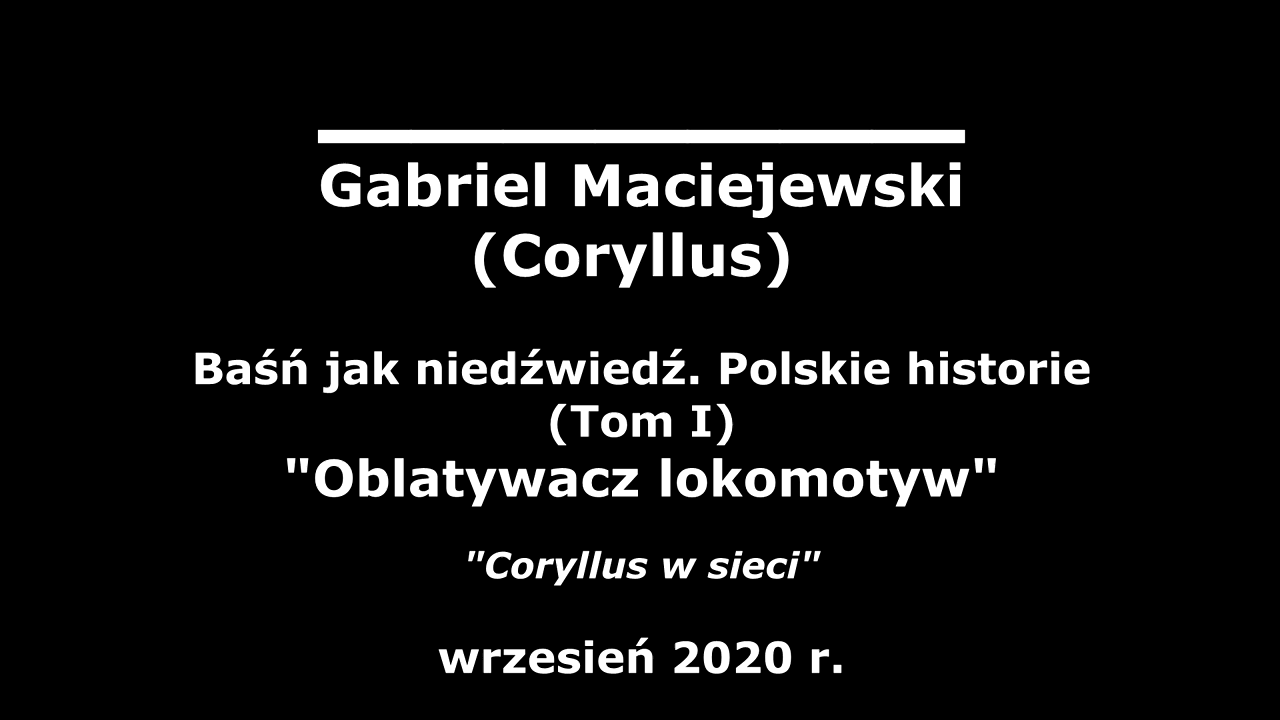 Gabriel Maciejewski
(Coryllus)
Baśń jak niedźwiedź. Polskie historie
(Tom I)
"Oblatywacz lokomotyw"
"Coryllus w sieci"
wrzesień 2020 r.